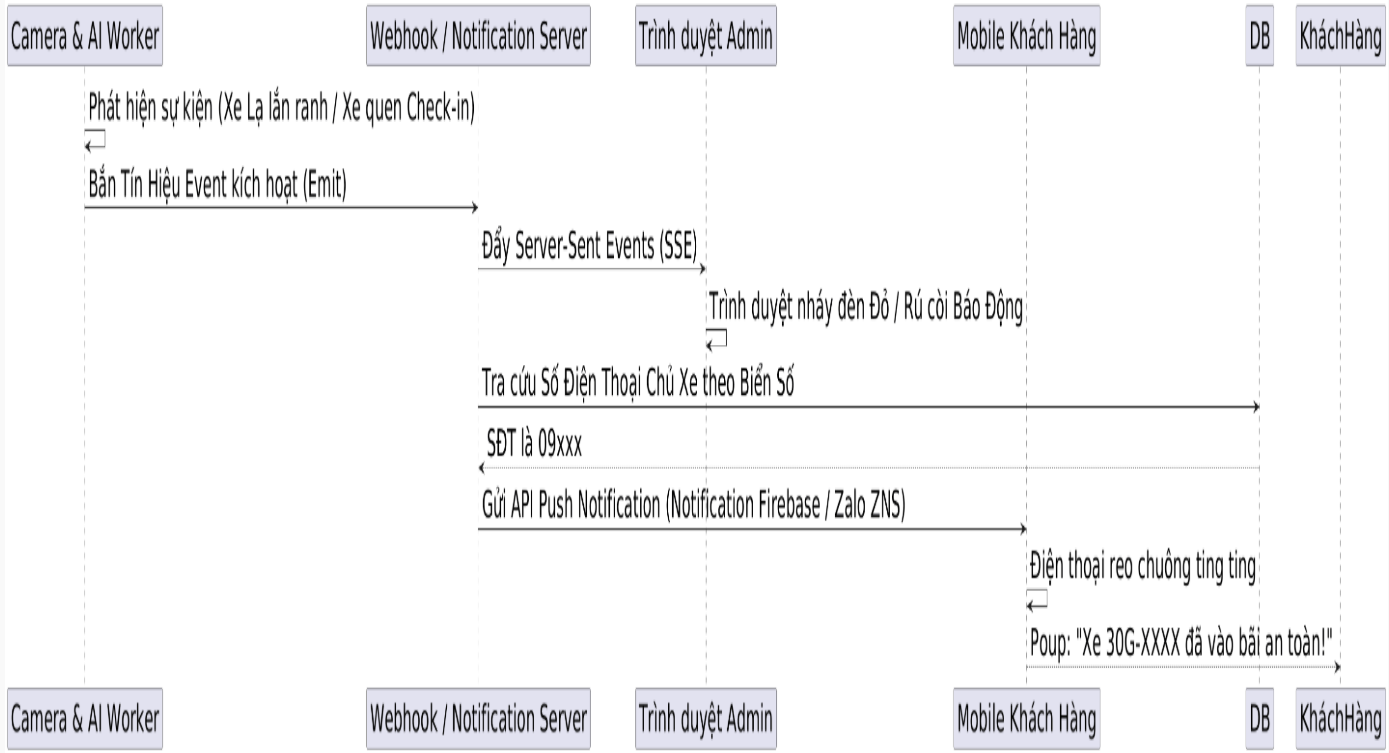 Camera & AI Worker
Webhook / Notification Server
Trình duyệt Admin
Mobile Khách Hàng
DB
KháchHàng
Phát hiện sự kiện (Xe Lạ lắn ranh / Xe quen Check-in)
Bắn Tín Hiệu Event kích hoạt (Emit)
Đẩy Server-Sent Events (SSE)
Trình duyệt nháy đèn Đỏ / Rú còi Báo Động
Tra cứu Số Điện Thoại Chủ Xe theo Biển Số
SĐT là 09xxx
Gửi API Push Notification (Notification Firebase / Zalo ZNS)
Điện thoại reo chuông ting ting
Poup: "Xe 30G-XXXX đã vào bãi an toàn!"
Camera & AI Worker
Webhook / Notification Server
Trình duyệt Admin
Mobile Khách Hàng
DB
KháchHàng